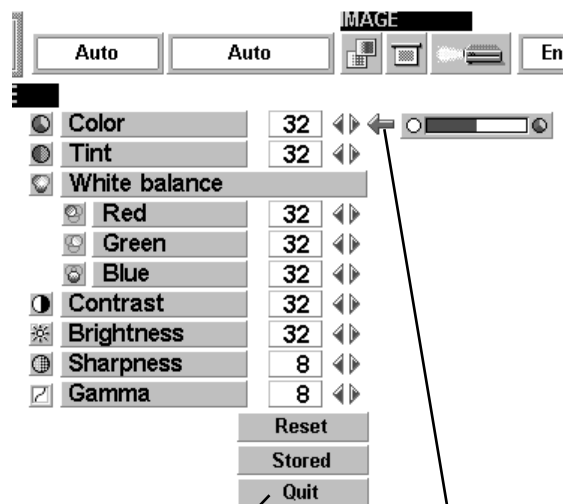 IMAGE
Auto Auto En
E
Color 32
Tint 32
White balance
Red 32
Green 32
Blue 32
Contrast 32
Brightness 32
Sharpness 8
Gamma 8
Reset
Stored
Quit